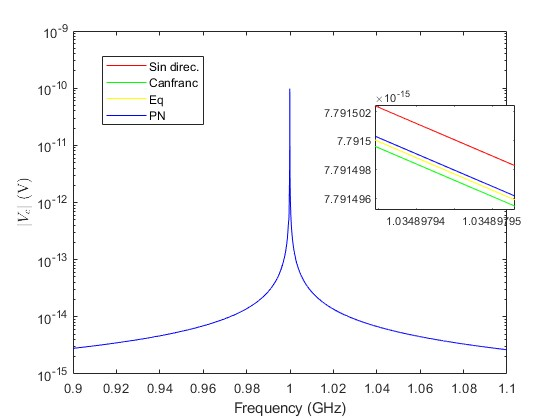 10⁻⁹
10⁻¹⁰
10⁻¹¹
10⁻¹²
10⁻¹³
10⁻¹⁴
10⁻¹⁵
|V_c| (V)
Sin direc.
Canfranc
Eq
PN
×10⁻¹⁵
7.791502
7.7915
7.791498
7.791496
1.03489794 1.03489795
0.9 0.92 0.94 0.96 0.98 1 1.02 1.04 1.06 1.08 1.1
Frequency (GHz)